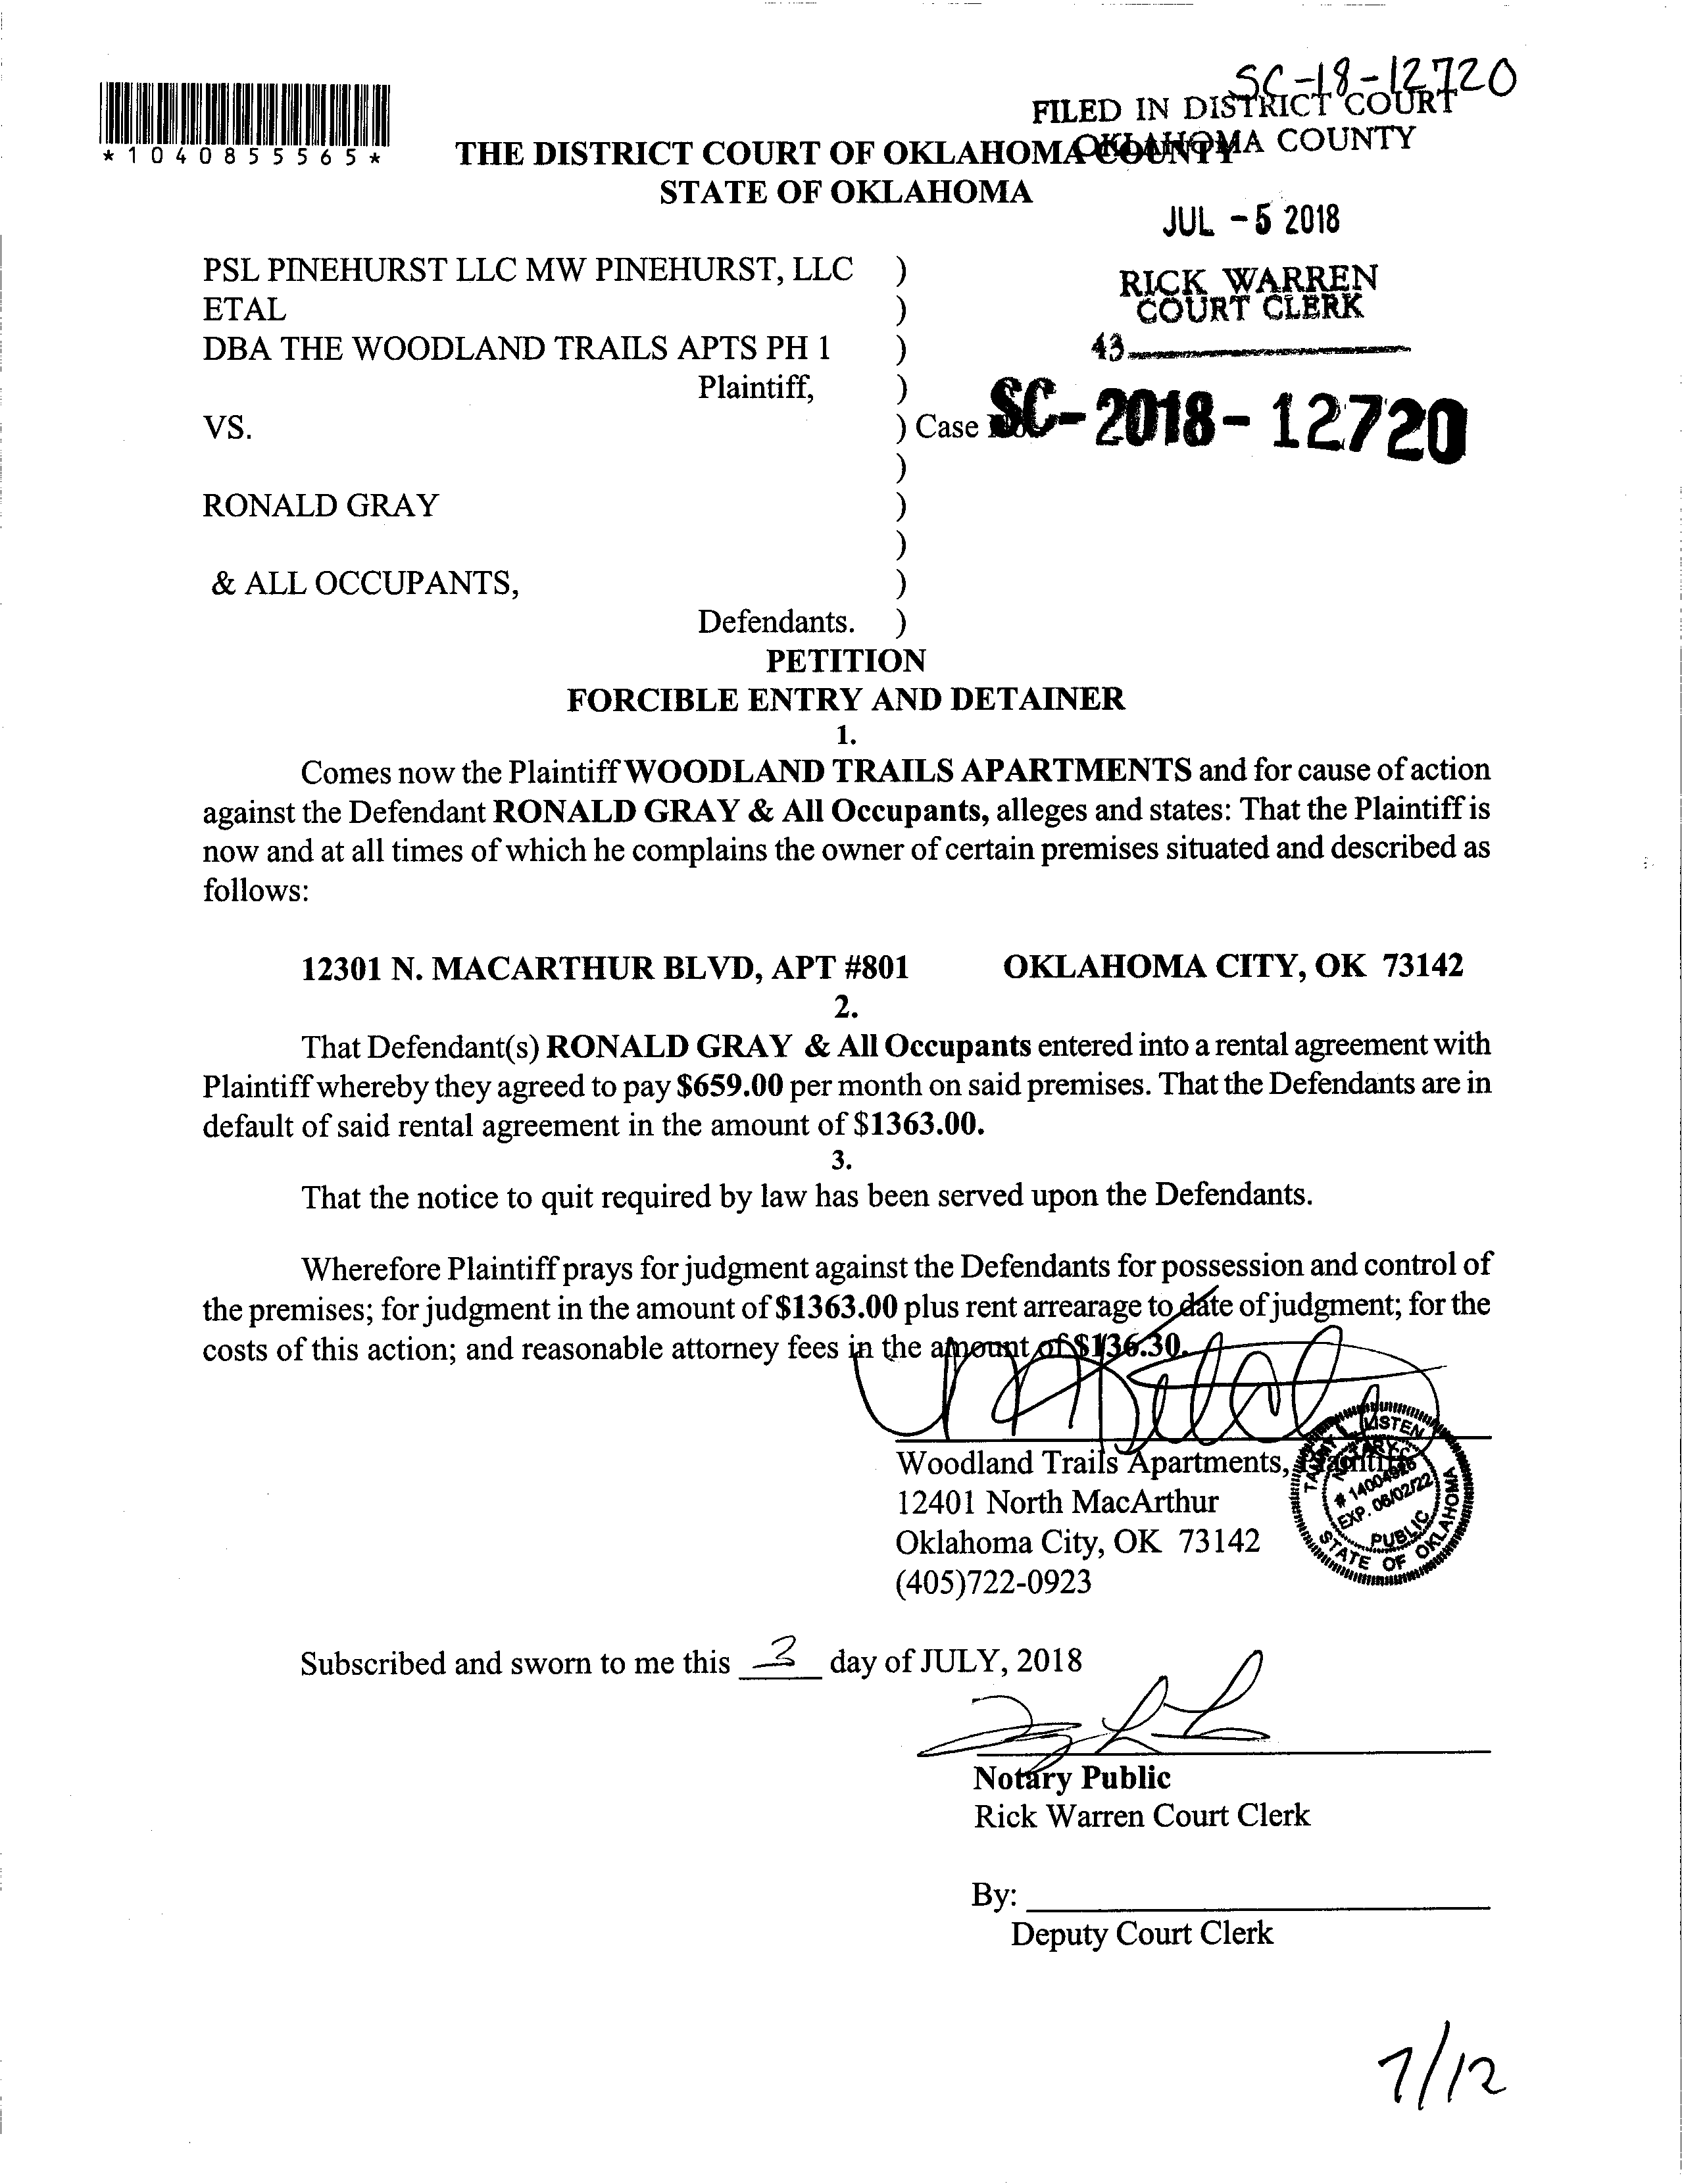 SC-18-12720
FILED IN DISTRICT COURT
OKLAHOMA COUNTY
*1040855565*
THE DISTRICT COURT OF OKLAHOMA COUNTY
STATE OF OKLAHOMA
JUL - 5 2018
PSL PINEHURST LLC MW PINEHURST, LLC )
ETAL )
DBA THE WOODLAND TRAILS APTS PH 1 )
RICK WARREN
COURT CLERK
43
Plaintiff, )
VS. ) Case No. SC-2018-12720
)
RONALD GRAY )
)
& ALL OCCUPANTS, )
Defendants. )
PETITION
FORCIBLE ENTRY AND DETAINER
1.
Comes now the Plaintiff WOODLAND TRAILS APARTMENTS and for cause of action
against the Defendant RONALD GRAY & All Occupants, alleges and states: That the Plaintiff is
now and at all times of which he complains the owner of certain premises situated and described as
follows:
12301 N. MACARTHUR BLVD, APT #801 OKLAHOMA CITY, OK 73142
2.
That Defendant(s) RONALD GRAY & All Occupants entered into a rental agreement with
Plaintiff whereby they agreed to pay $659.00 per month on said premises. That the Defendants are in
default of said rental agreement in the amount of $1363.00.
3.
That the notice to quit required by law has been served upon the Defendants.
Wherefore Plaintiff prays for judgment against the Defendants for possession and control of
the premises; for judgment in the amount of $1363.00 plus rent arrearage to date of judgment; for the
costs of this action; and reasonable attorney fees in the amount of $136.30.
Woodland Trails Apartments, Plaintiff
12401 North MacArthur
Oklahoma City, OK 73142
(405)722-0923
LISTEN
NOTARY
# 14004926
EXP. 06/02/22
PUBLIC
STATE OF OKLAHOMA
Subscribed and sworn to me this 3 day of JULY, 2018
Notary Public
Rick Warren Court Clerk
By:
Deputy Court Clerk
7/12